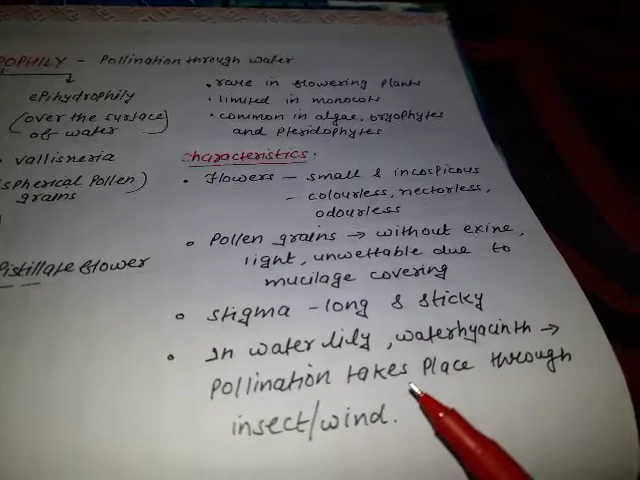 POPHILY - Pollination through water
epihydrophily
(over the surface
of water)
• vallisneria
(spherical Pollen)
grains
Pistillate flower
• rare in flowering plants
• limited in monocots
• common in algae, bryophytes
and pteridophytes
Characteristics:
• Flowers - small & incospicous
- colourless, nectorless,
odourless
• Pollen grains → without exine,
light, unwettable due to
mucilage covering
• Stigma - long & sticky
• In water lily, waterhyacinth →
Pollination takes Place through
insect/wind.